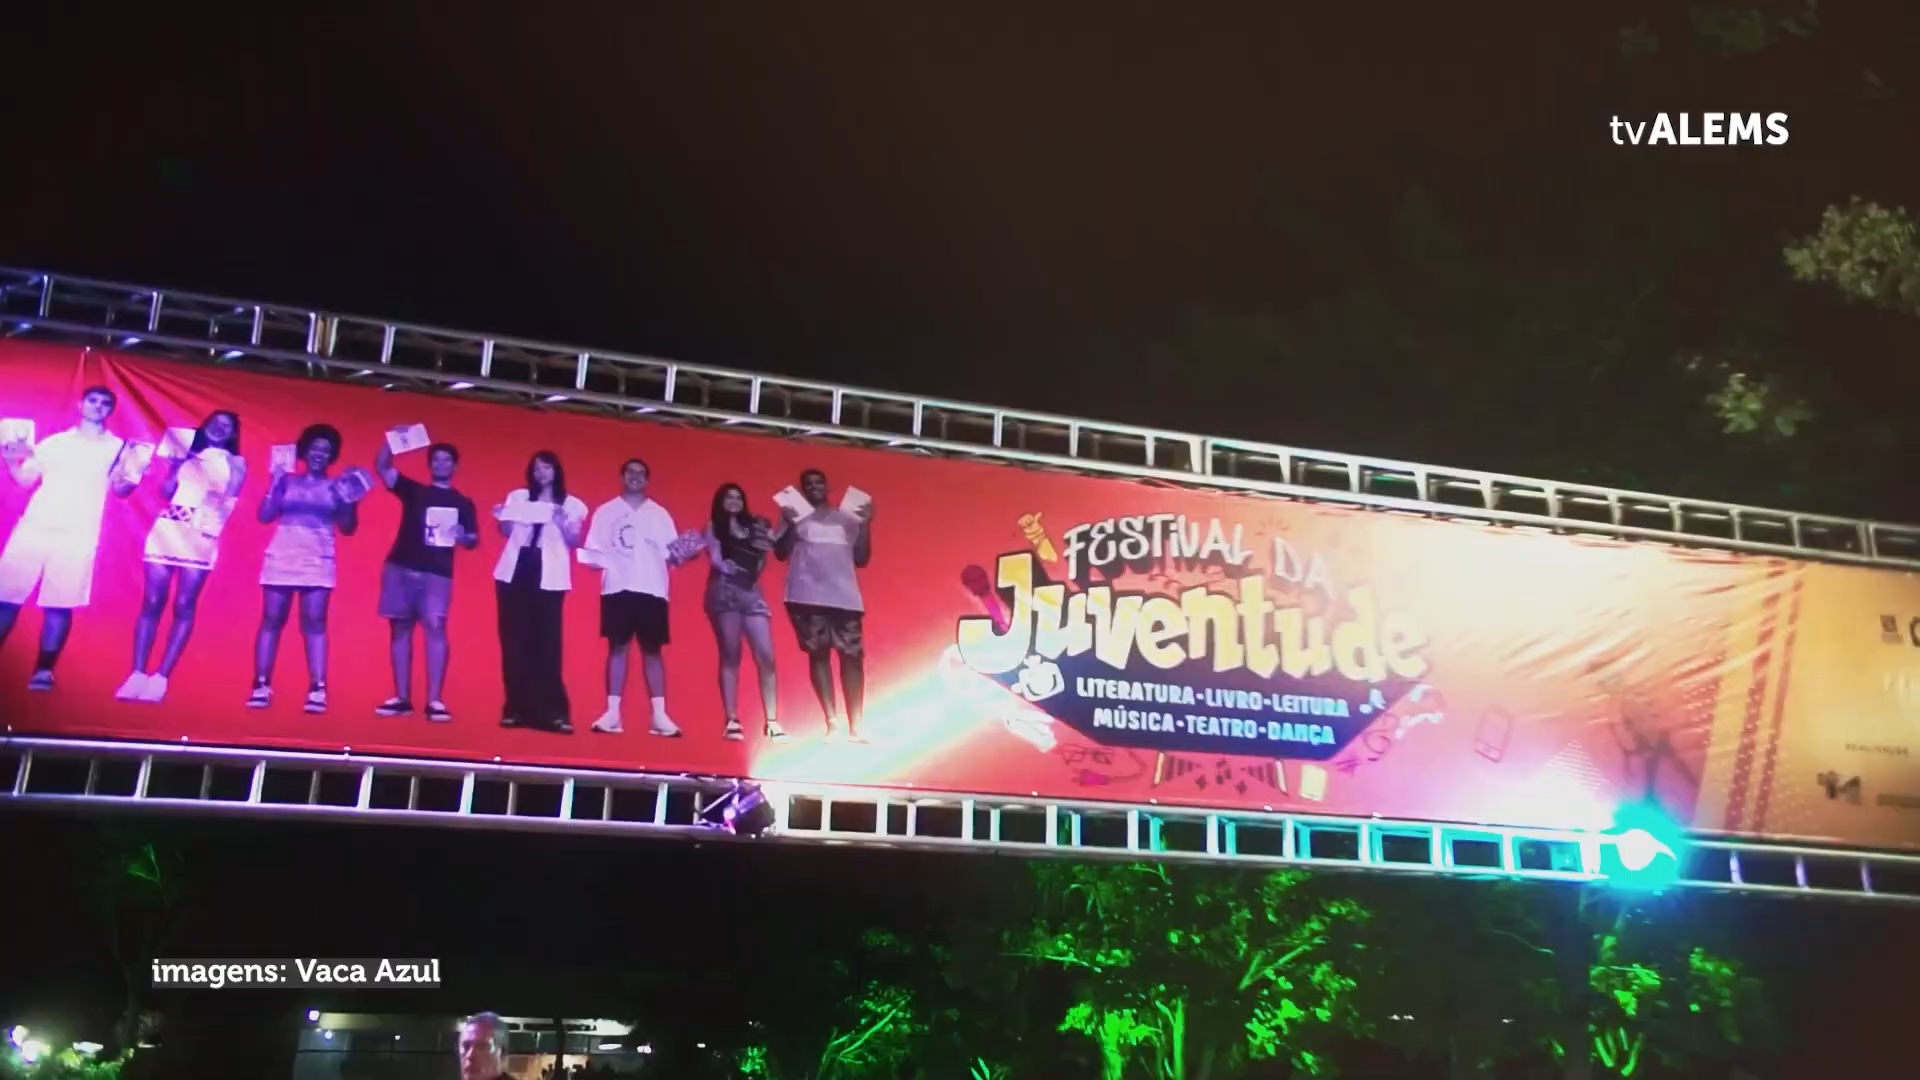 tvALEMS
FESTIVAL DA
Juventude
LITERATURA-LIVRO-LEITURA
MÚSICA-TEATRO-DANÇA
imagens: Vaca Azul